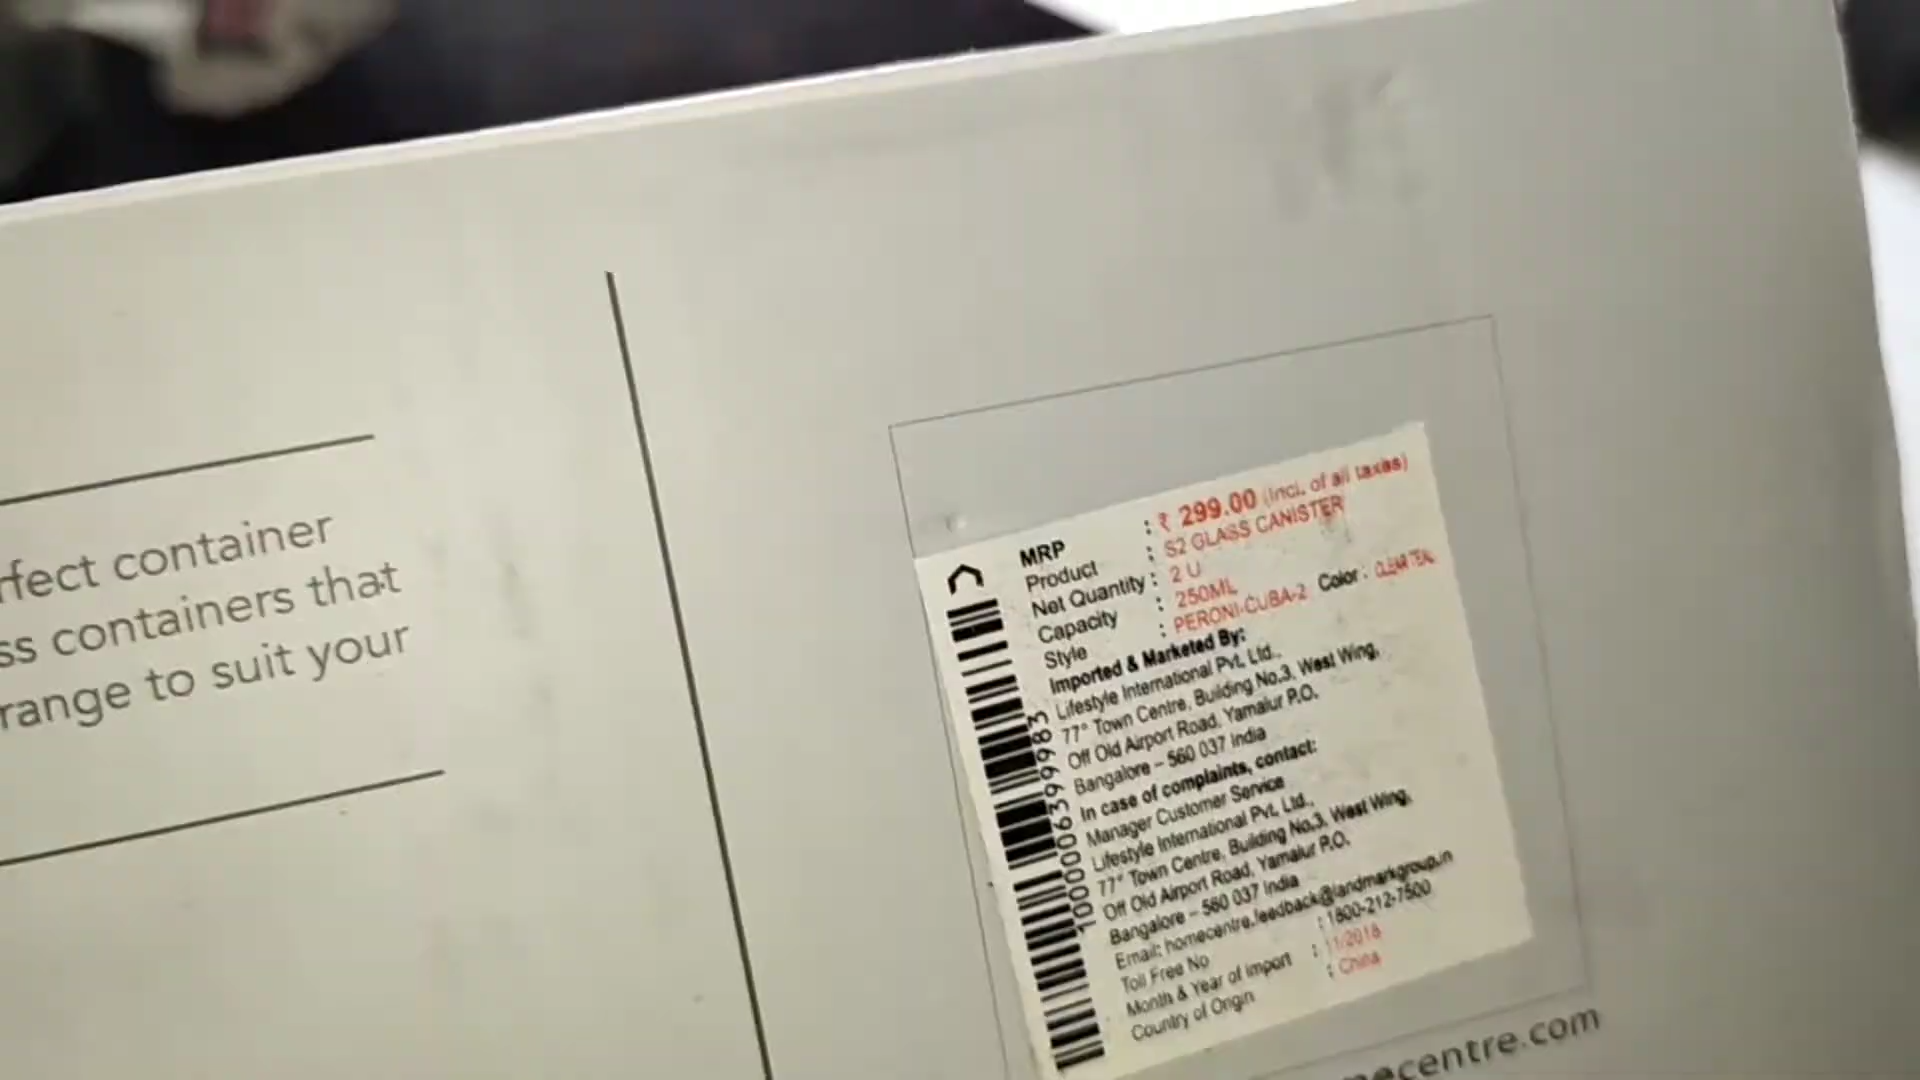 rfect container
ss containers that
range to suit your
MRP : ₹ 299.00 (Incl. of all taxes)
Product : S2 GLASS CANISTER
Net Quantity : 2 U
Capacity : 250ML
Style : PERONI-CUBA-2 Color : CLEAR TEAL
Imported & Marketed By:
Lifestyle International Pvt. Ltd.,
77° Town Centre, Building No.3, West Wing,
Off Old Airport Road, Yamalur P.O.
Bangalore – 560 037 India
In case of complaints, contact:
Manager Customer Service
Lifestyle International Pvt. Ltd.,
77° Town Centre, Building No.3, West Wing,
Off Old Airport Road, Yamalur P.O.
Bangalore – 560 037 India
Email: homecentre.feedback@landmarkgroup.in
Toll Free No : 1800-212-7500
Month & Year of Import : 11/2018
Country of Origin : China
1000006399983
mecentre.com